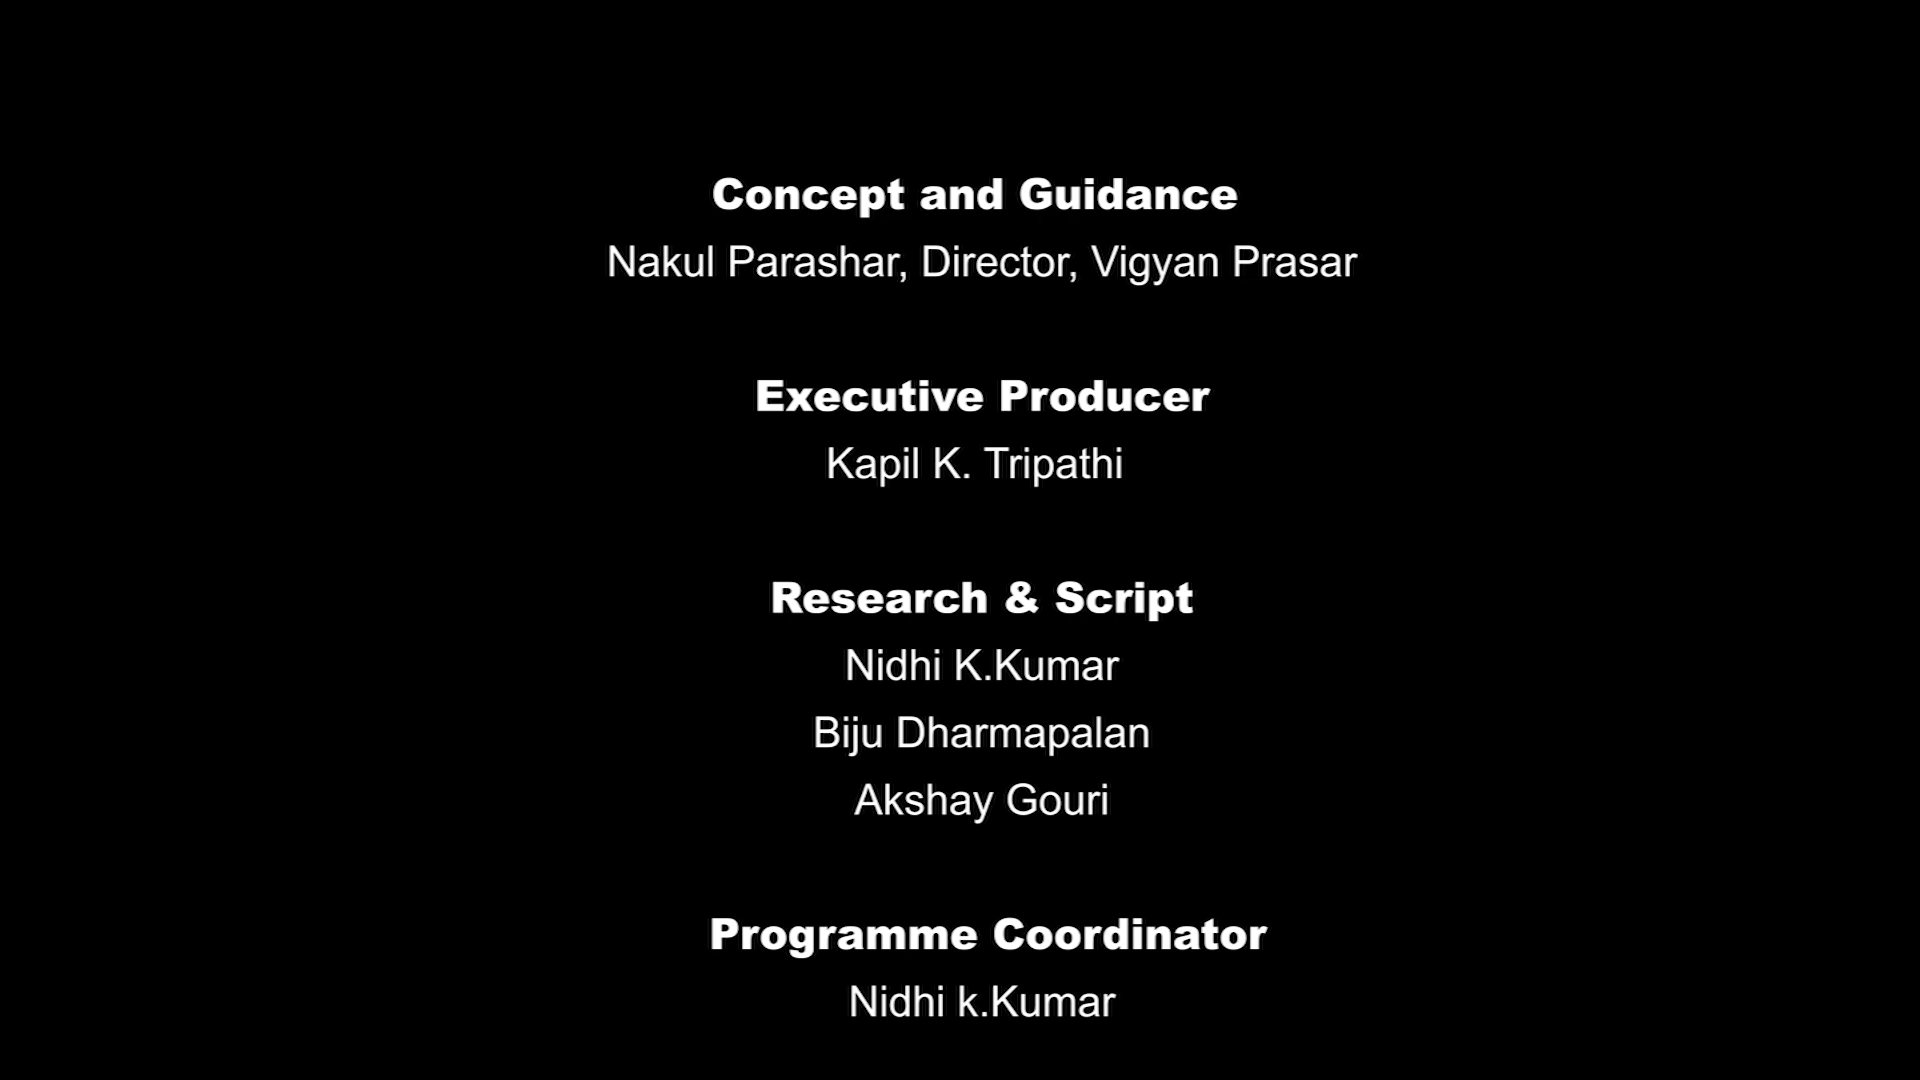 Concept and Guidance
Nakul Parashar, Director, Vigyan Prasar
Executive Producer
Kapil K. Tripathi
Research & Script
Nidhi K.Kumar
Biju Dharmapalan
Akshay Gouri
Programme Coordinator
Nidhi k.Kumar